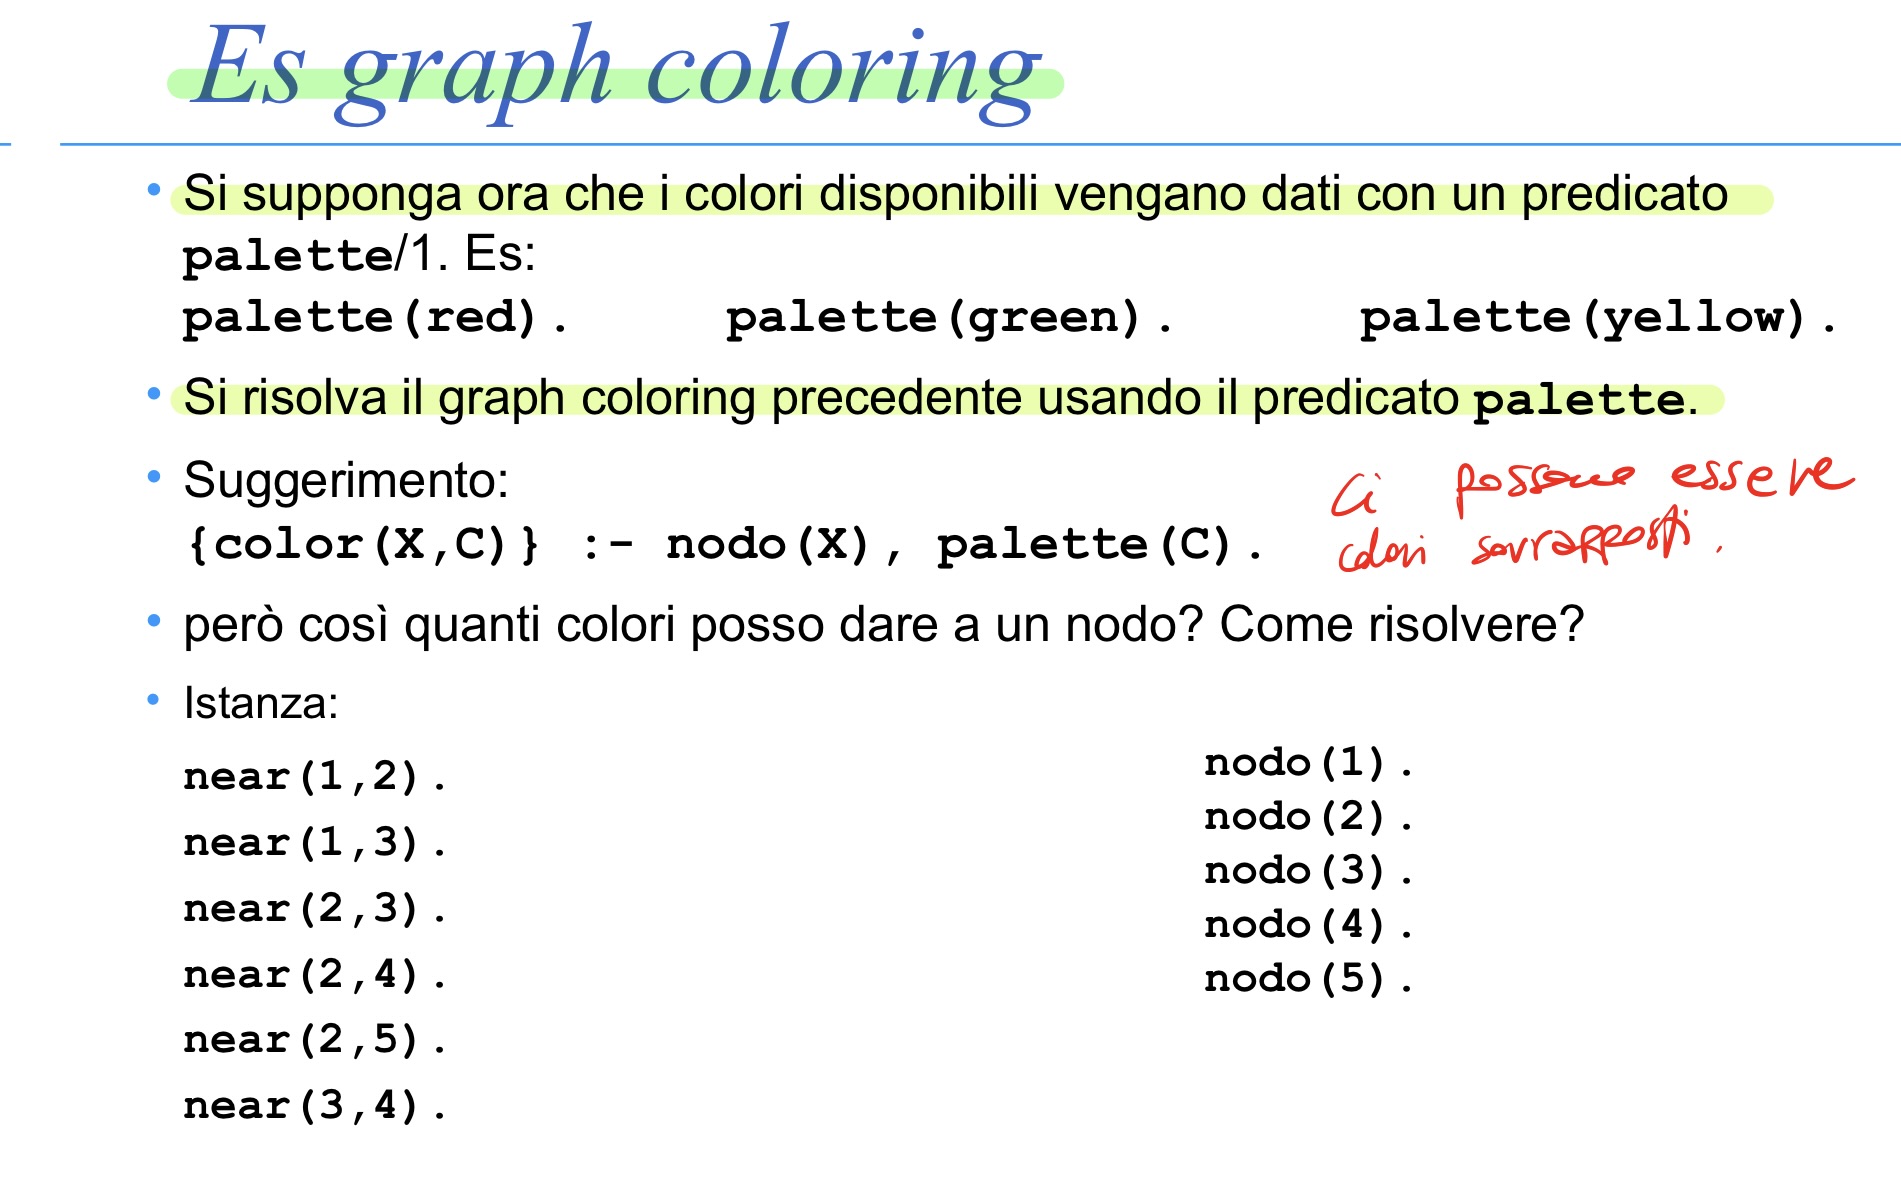 Es graph coloring
• Si supponga ora che i colori disponibili vengano dati con un predicato
palette/1. Es:
palette(red). palette(green). palette(yellow).
• Si risolva il graph coloring precedente usando il predicato palette.
• Suggerimento:
{color(X,C)} :- nodo(X), palette(C).
Ci possono essere
colori sovrapposti.
• però così quanti colori posso dare a un nodo? Come risolvere?
• Istanza:
near(1,2).
near(1,3).
near(2,3).
near(2,4).
near(2,5).
near(3,4).
nodo(1).
nodo(2).
nodo(3).
nodo(4).
nodo(5).